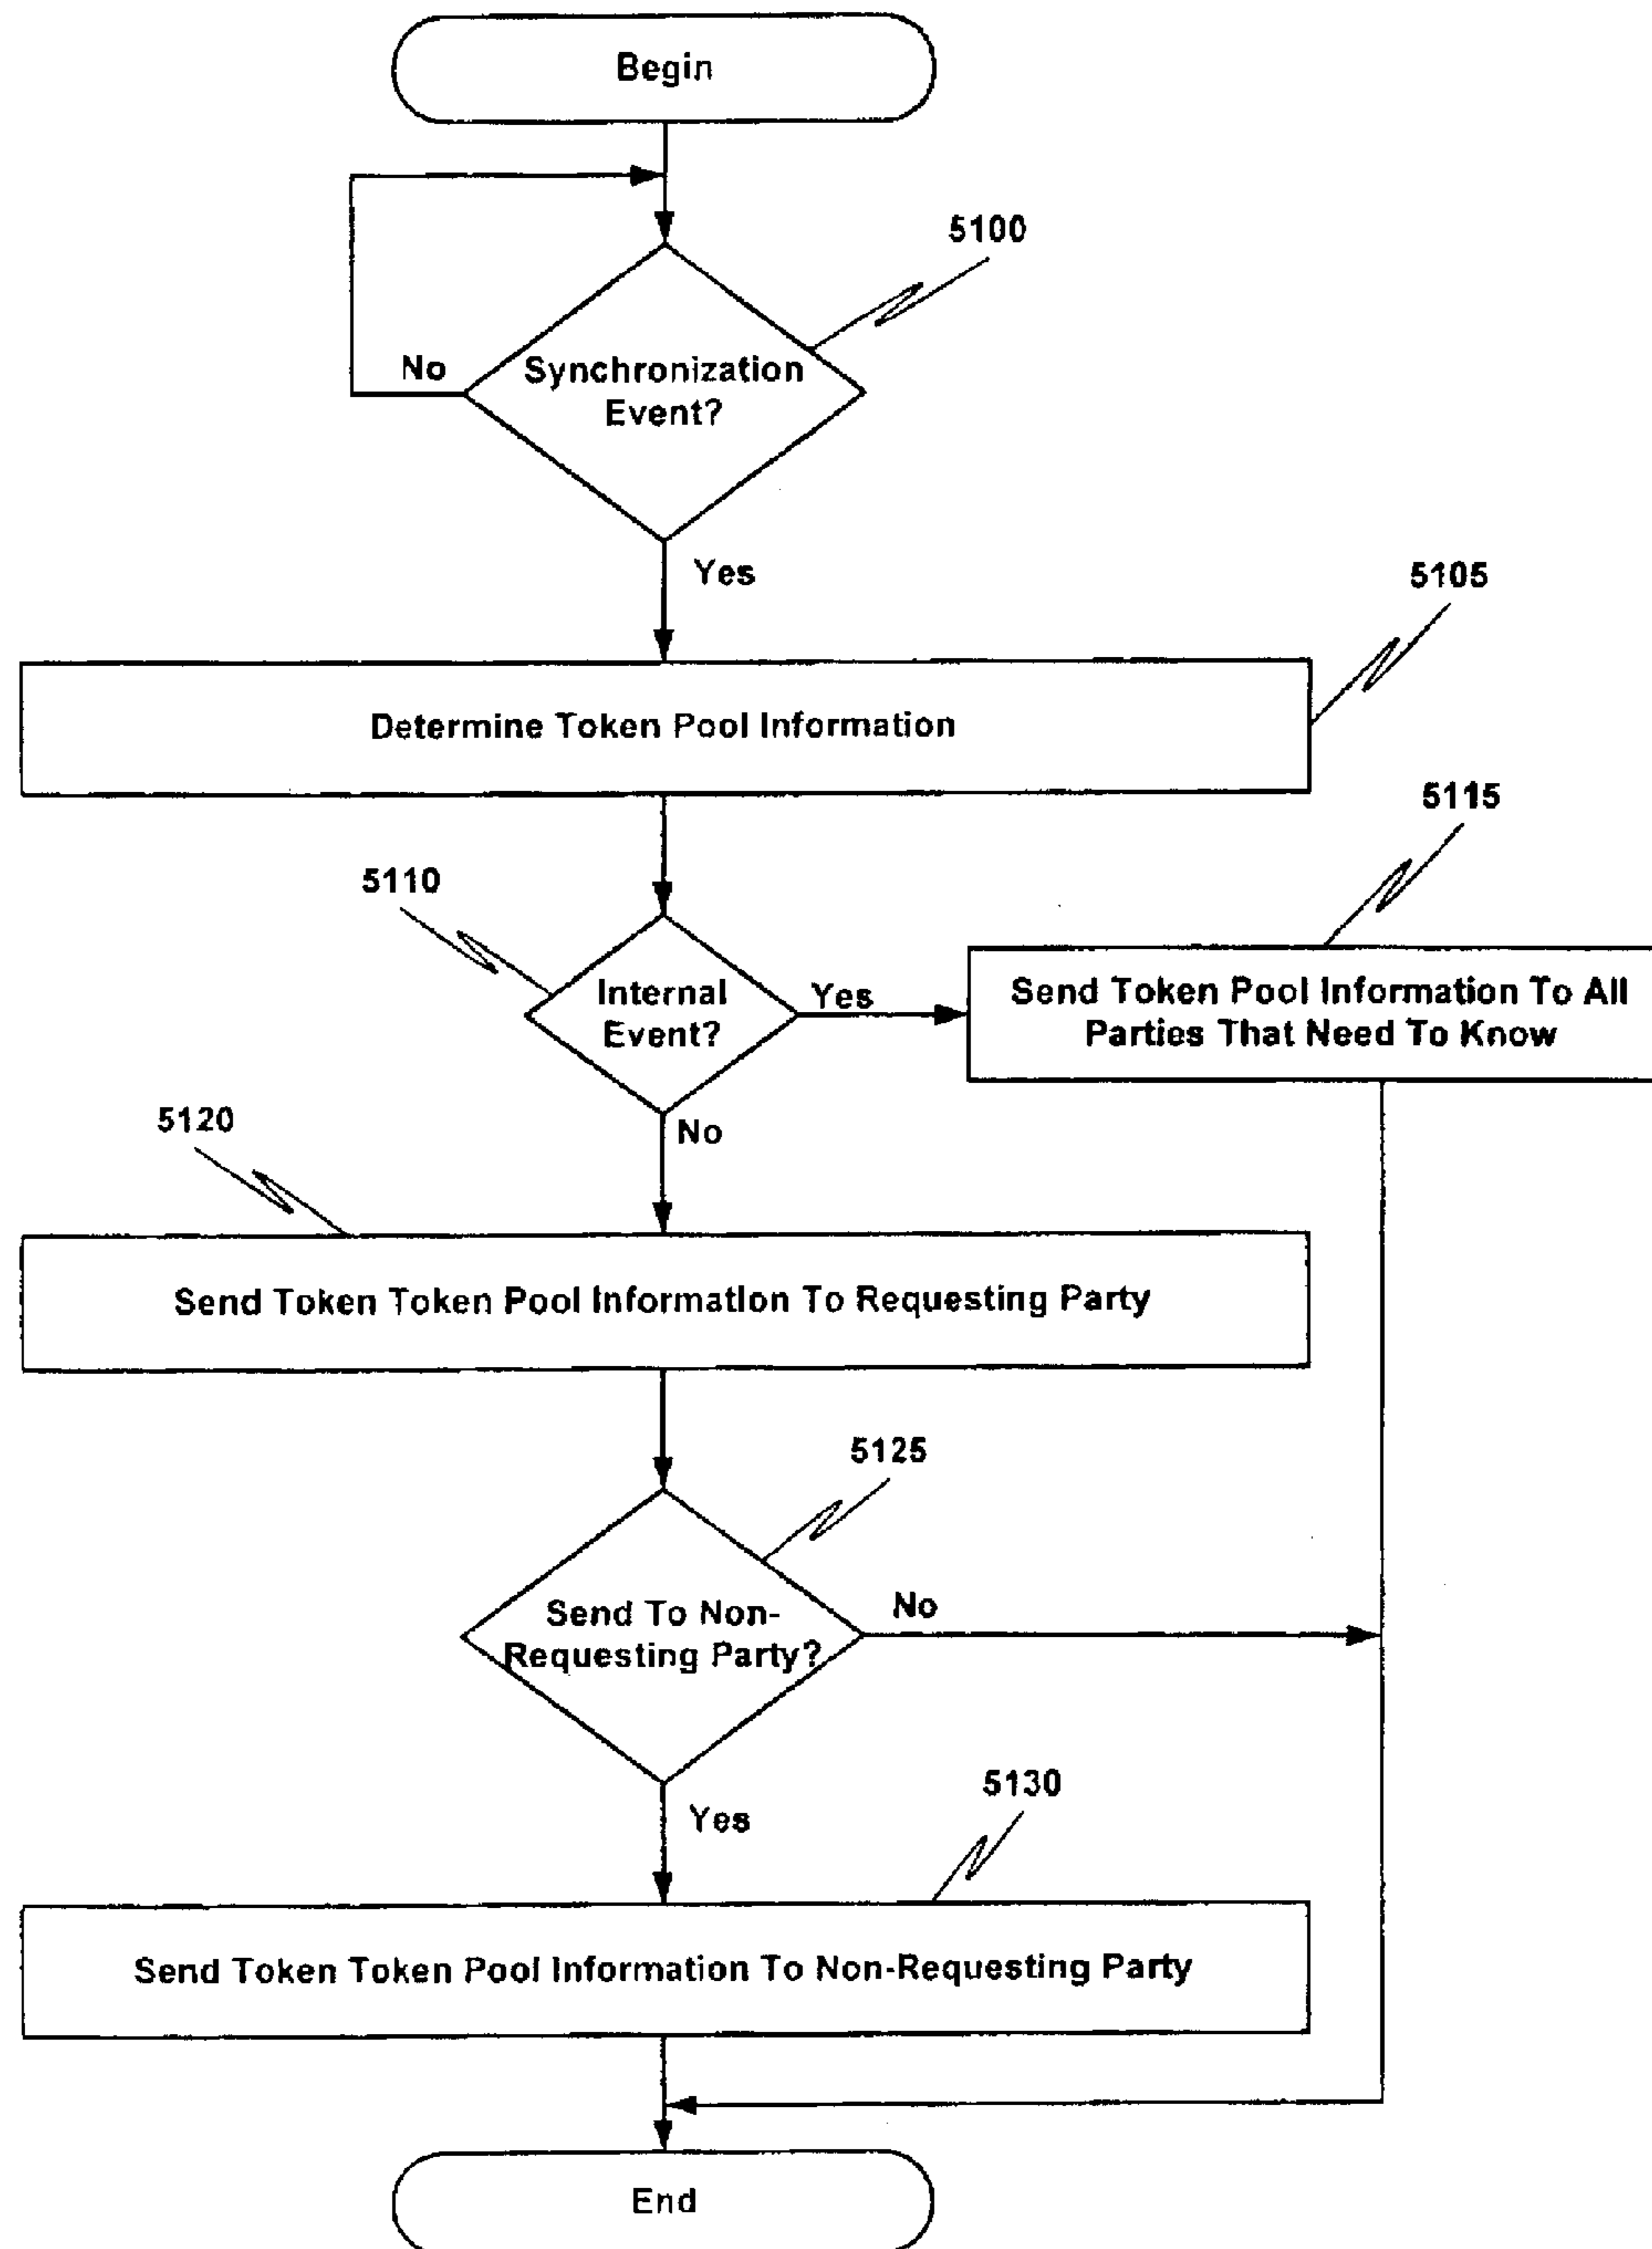 Begin
5100
No
Synchronization
Event?
Yes
5105
Determine Token Pool Information
5115
5110
Internal
Event?
Yes
Send Token Pool Information To All
Parties That Need To Know
No
5120
Send Token Token Pool Information To Requesting Party
5125
Send To Non-
Requesting Party?
No
Yes
5130
Send Token Token Pool Information To Non-Requesting Party
End